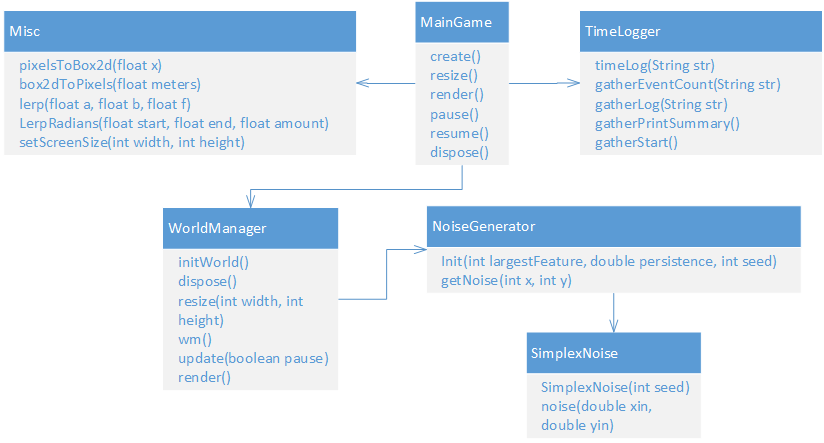 Misc
pixelsToBox2d(float x)
box2dToPixels(float meters)
lerp(float a, float b, float f)
LerpRadians(float start, float end, float amount)
setScreenSize(int width, int height)
MainGame
create()
resize()
render()
pause()
resume()
dispose()
TimeLogger
timeLog(String str)
gatherEventCount(String str)
gatherLog(String str)
gatherPrintSummary()
gatherStart()
WorldManager
initWorld()
dispose()
resize(int width, int
height)
wm()
update(boolean pause)
render()
NoiseGenerator
Init(int largestFeature, double persistence, int seed)
getNoise(int x, int y)
SimplexNoise
SimplexNoise(int seed)
noise(double xin,
double yin)